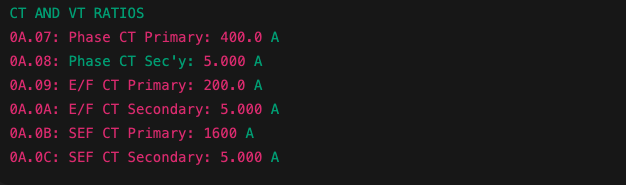 CT AND VT RATIOS
0A.07: Phase CT Primary: 400.0 A
0A.08: Phase CT Sec'y: 5.000 A
0A.09: E/F CT Primary: 200.0 A
0A.0A: E/F CT Secondary: 5.000 A
0A.0B: SEF CT Primary: 1600 A
0A.0C: SEF CT Secondary: 5.000 A